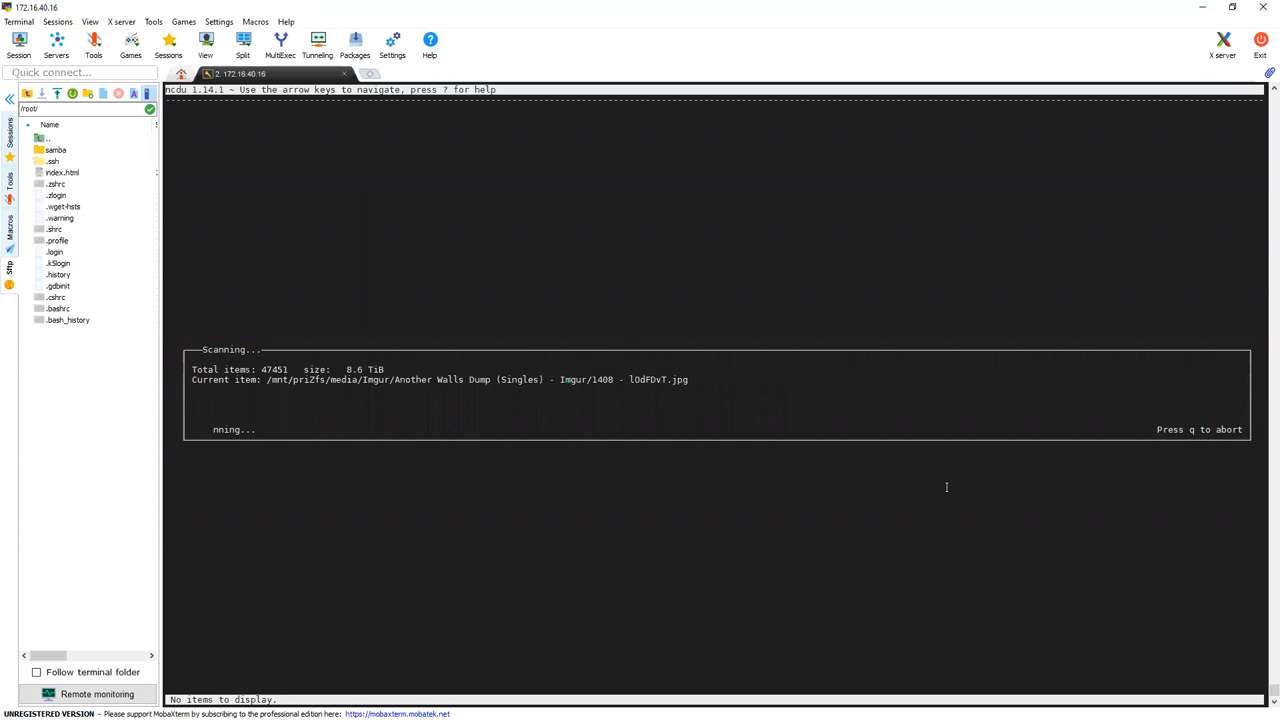 172.16.40.16
Terminal Sessions View X server Tools Games Settings Macros Help
Session Servers Tools Games Sessions View Split MultiExec Tunneling Packages Settings Help X server Exit
Quick connect...
2. 172.16.40.16
/root/
Name
..
samba
.ssh
index.html
.zshrc
.zlogin
.wget-hsts
.warning
.shrc
.profile
.login
.k5login
.history
.gdbinit
.cshrc
.bashrc
.bash_history
Sessions
Tools
Macros
Sftp
ncdu 1.14.1 ~ Use the arrow keys to navigate, press ? for help
Scanning...
Total items: 47451 size: 8.6 TiB
Current item: /mnt/priZfs/media/Imgur/Another Walls Dump (Singles) - Imgur/1408 - lOdFDvT.jpg
nning... Press q to abort
No items to display.
Follow terminal folder
Remote monitoring
UNREGISTERED VERSION - Please support MobaXterm by subscribing to the professional edition here: https://mobaxterm.mobatek.net